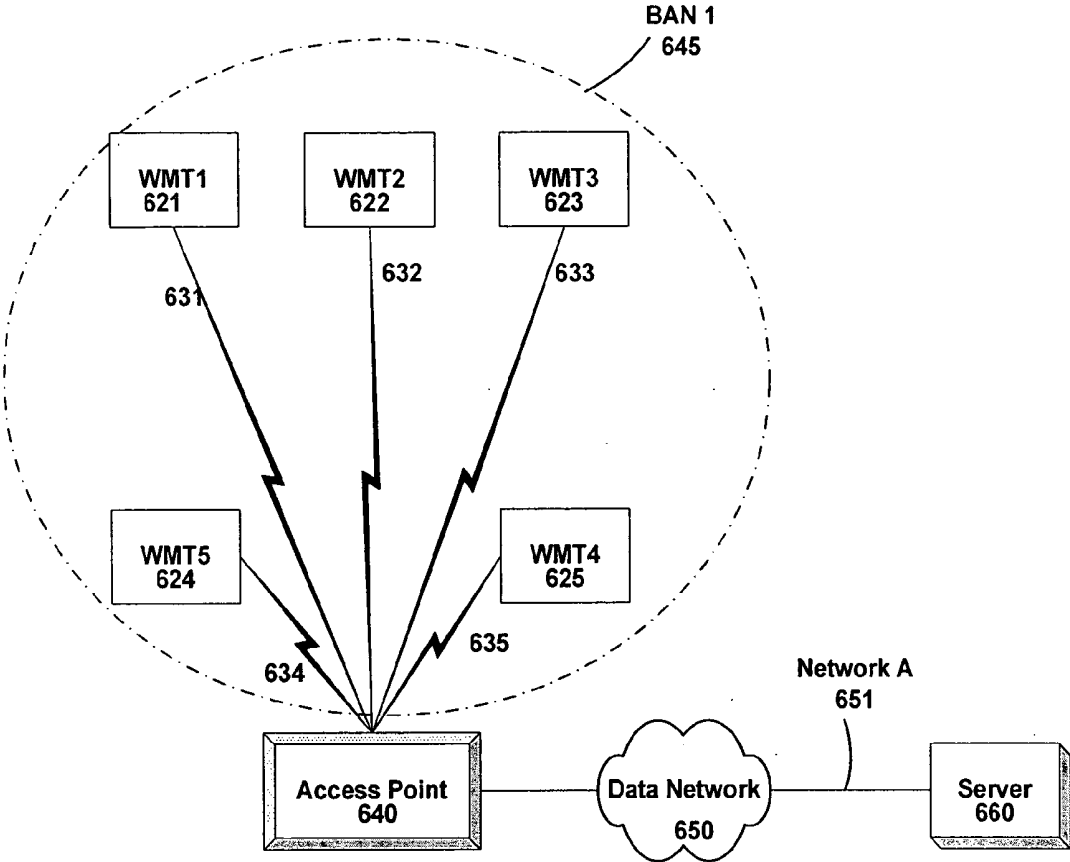 BAN 1
645
WMT1
621
WMT2
622
WMT3
623
631
632
633
WMT5
624
WMT4
625
634
635
Network A
651
Access Point
640
Data Network
650
Server
660